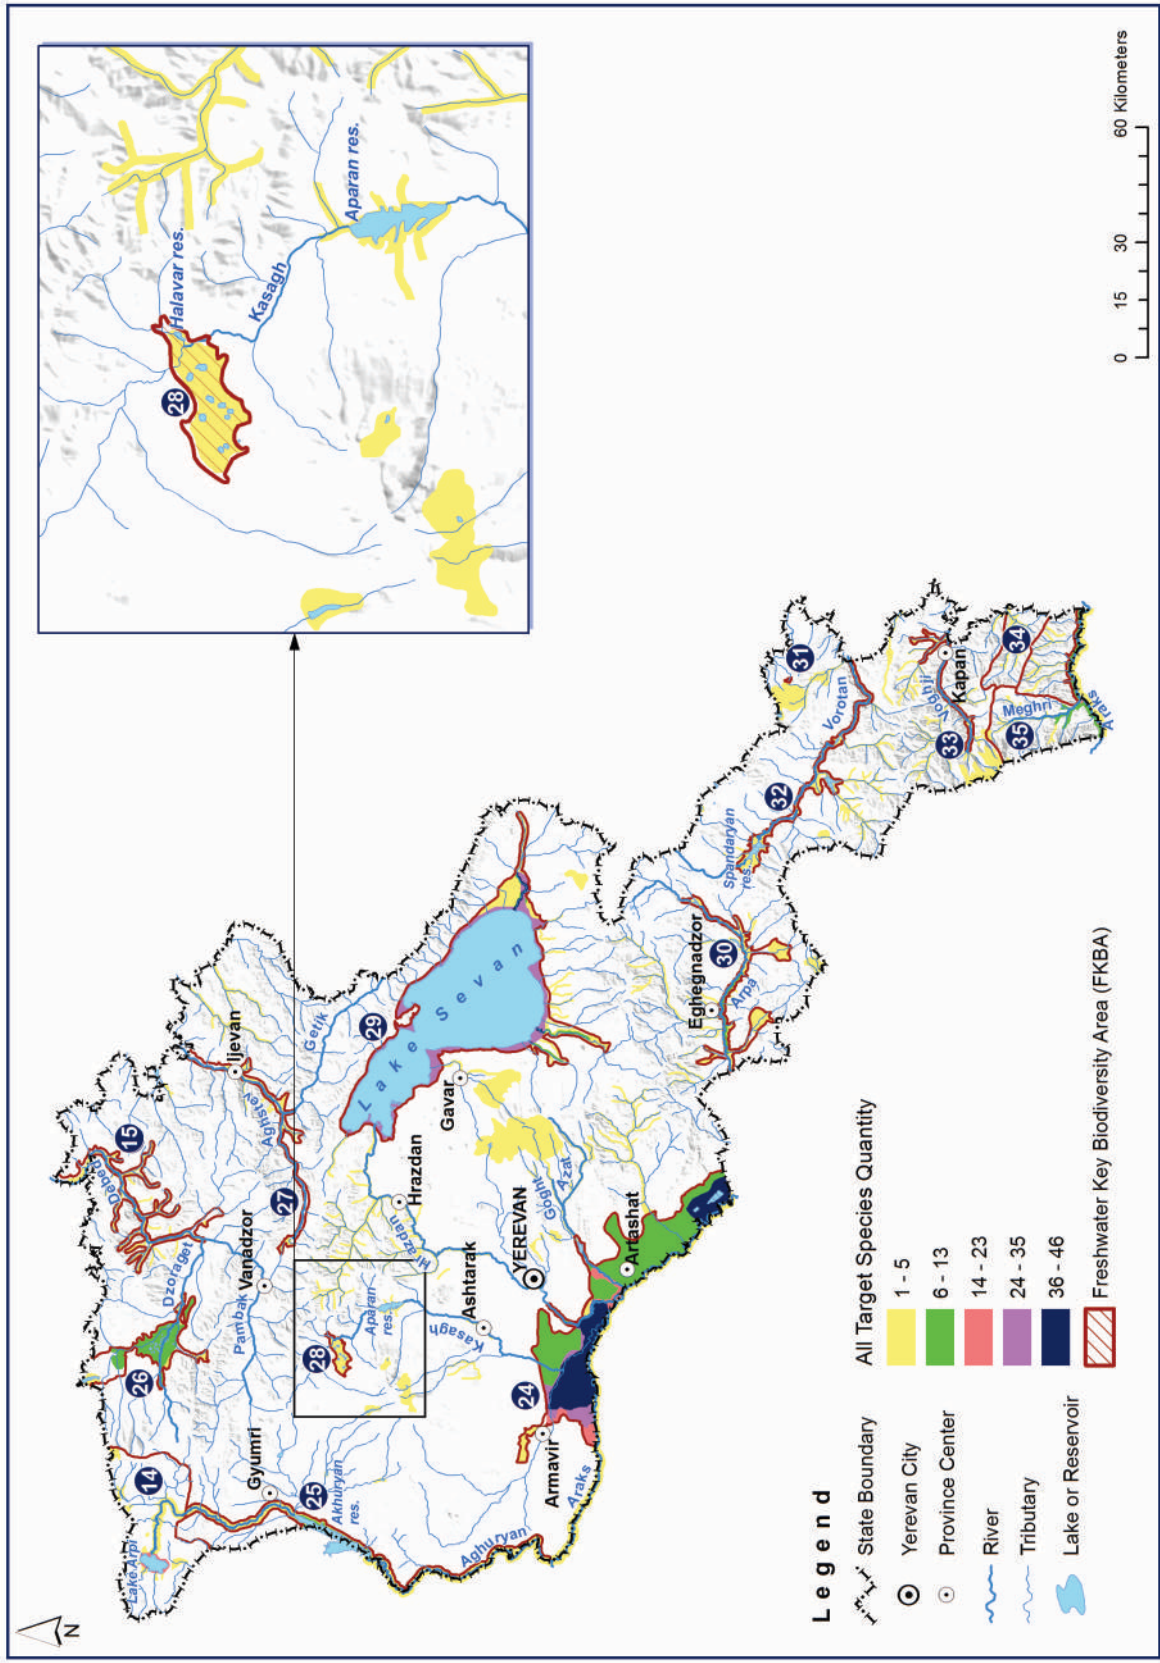 N
Lake Arpi
14
26
15
Debed
Dzoraget
Gyumri
Pambak
Vanadzor
27
Aghstev
Ijevan
Getik
25
Akhuryan
res.
28
Aparan
res.
Hrazdan
Hrazdan
29
Lake Sevan
Gavar
Kasagh
Ashtarak
YEREVAN
Goght
Azat
Armavir
24
Araks
Aghuryan
Artashat
Eghegnadzor
30
Arpa
Spandaryan
res.
32
Vorotan
31
33
Voghji
Kapan
34
35
Meghri
Araks
28
Halavar res.
Kasagh
Aparan res.
Legend
State Boundary
Yerevan City
Province Center
River
Tributary
Lake or Reservoir
All Target Species Quantity
1 - 5
6 - 13
14 - 23
24 - 35
36 - 46
Freshwater Key Biodiversity Area (FKBA)
0 15 30 60 Kilometers